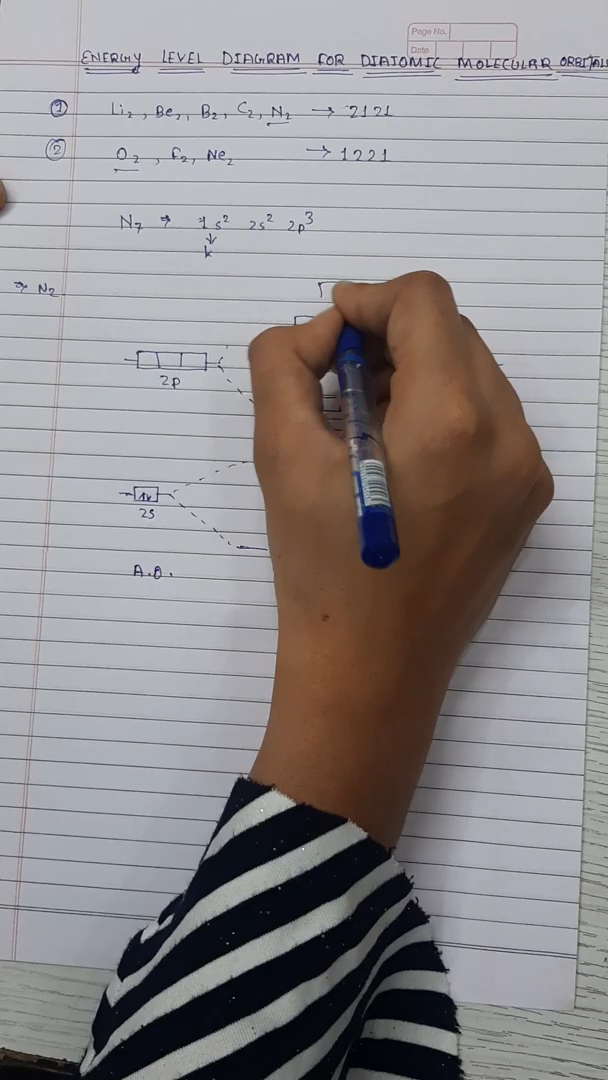 Page No.
Date
ENERGY LEVEL DIAGRAM FOR DIATOMIC MOLECULAR ORBITALS
① Li₂, Be₂, B₂, C₂, N₂ → 2121
② O₂, F₂, Ne₂ → 1221
N₇ ⇒ 1s² 2s² 2p³
↓
k
⇒ N₂
2p
2s
A.O.